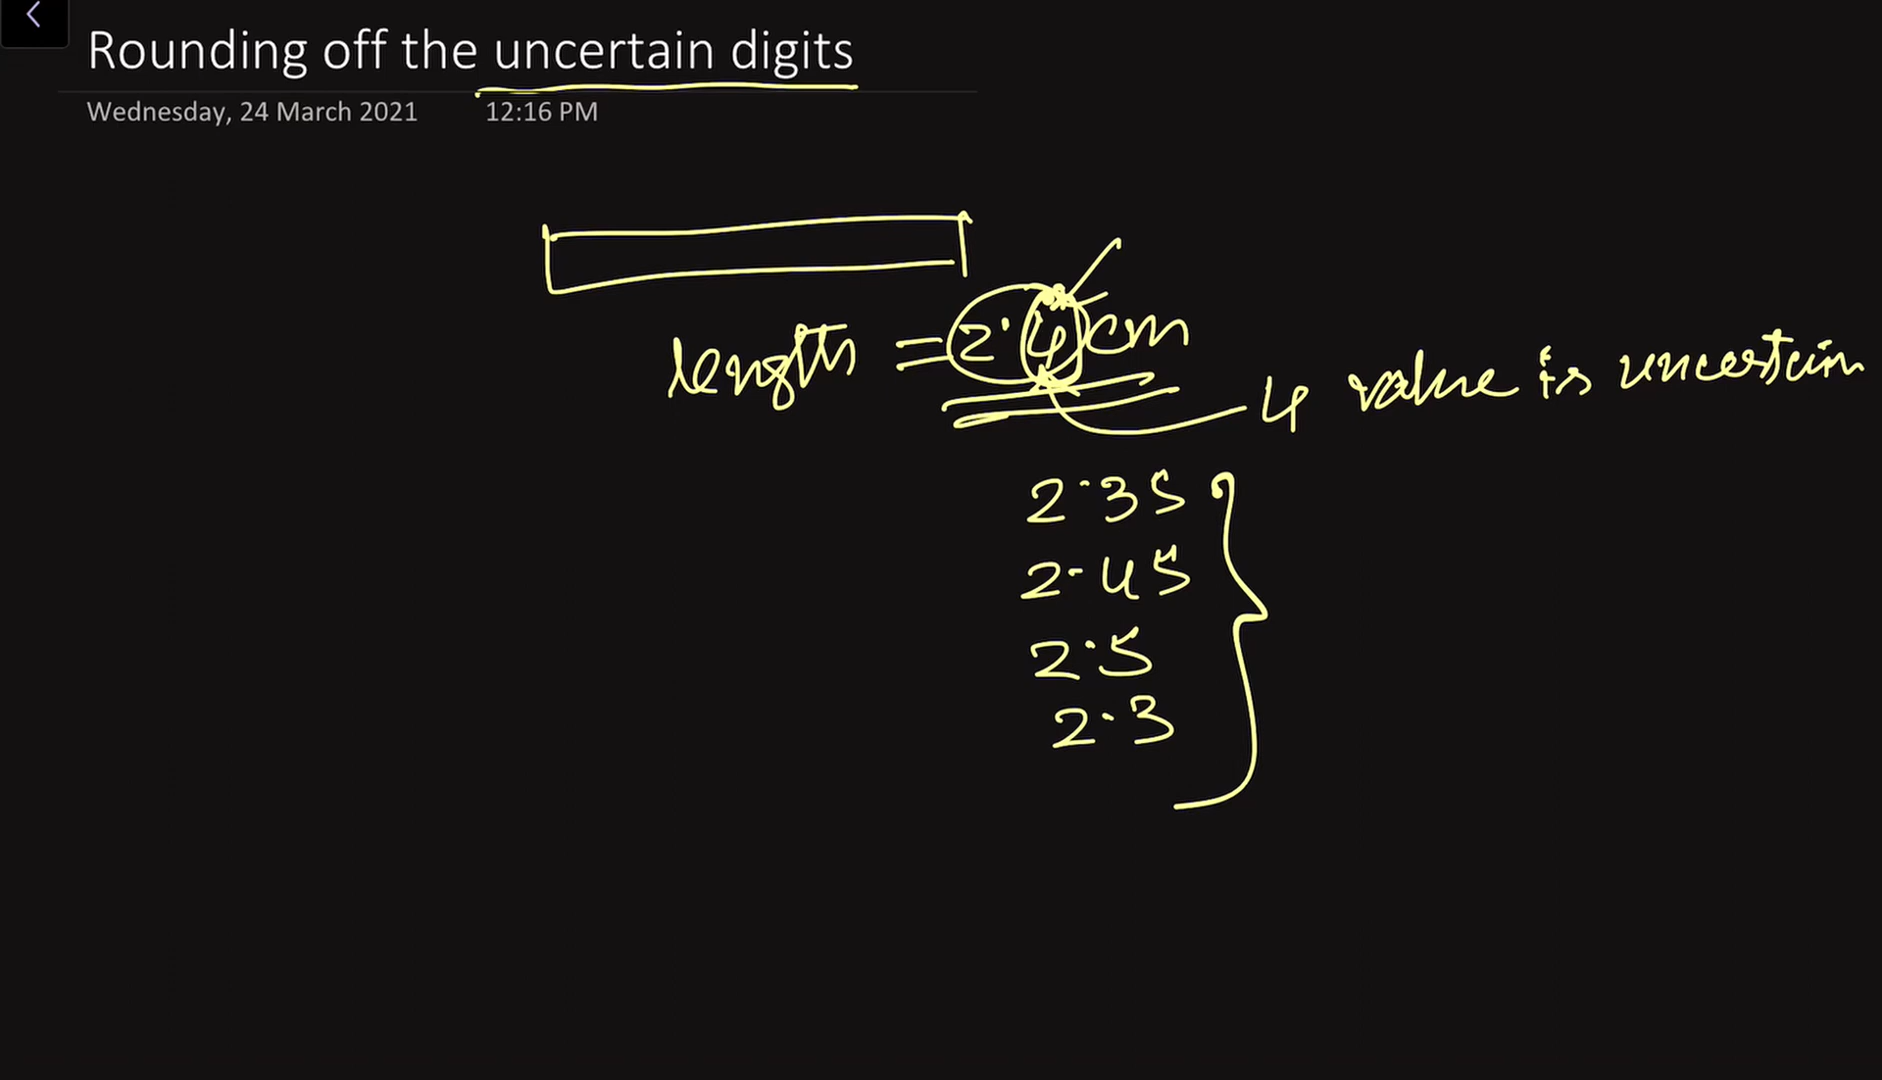 Rounding off the uncertain digits
Wednesday, 24 March 2021 12:16 PM
length = 2.4 cm
4 value is uncertain
2.35
2.45
2.5
2.3